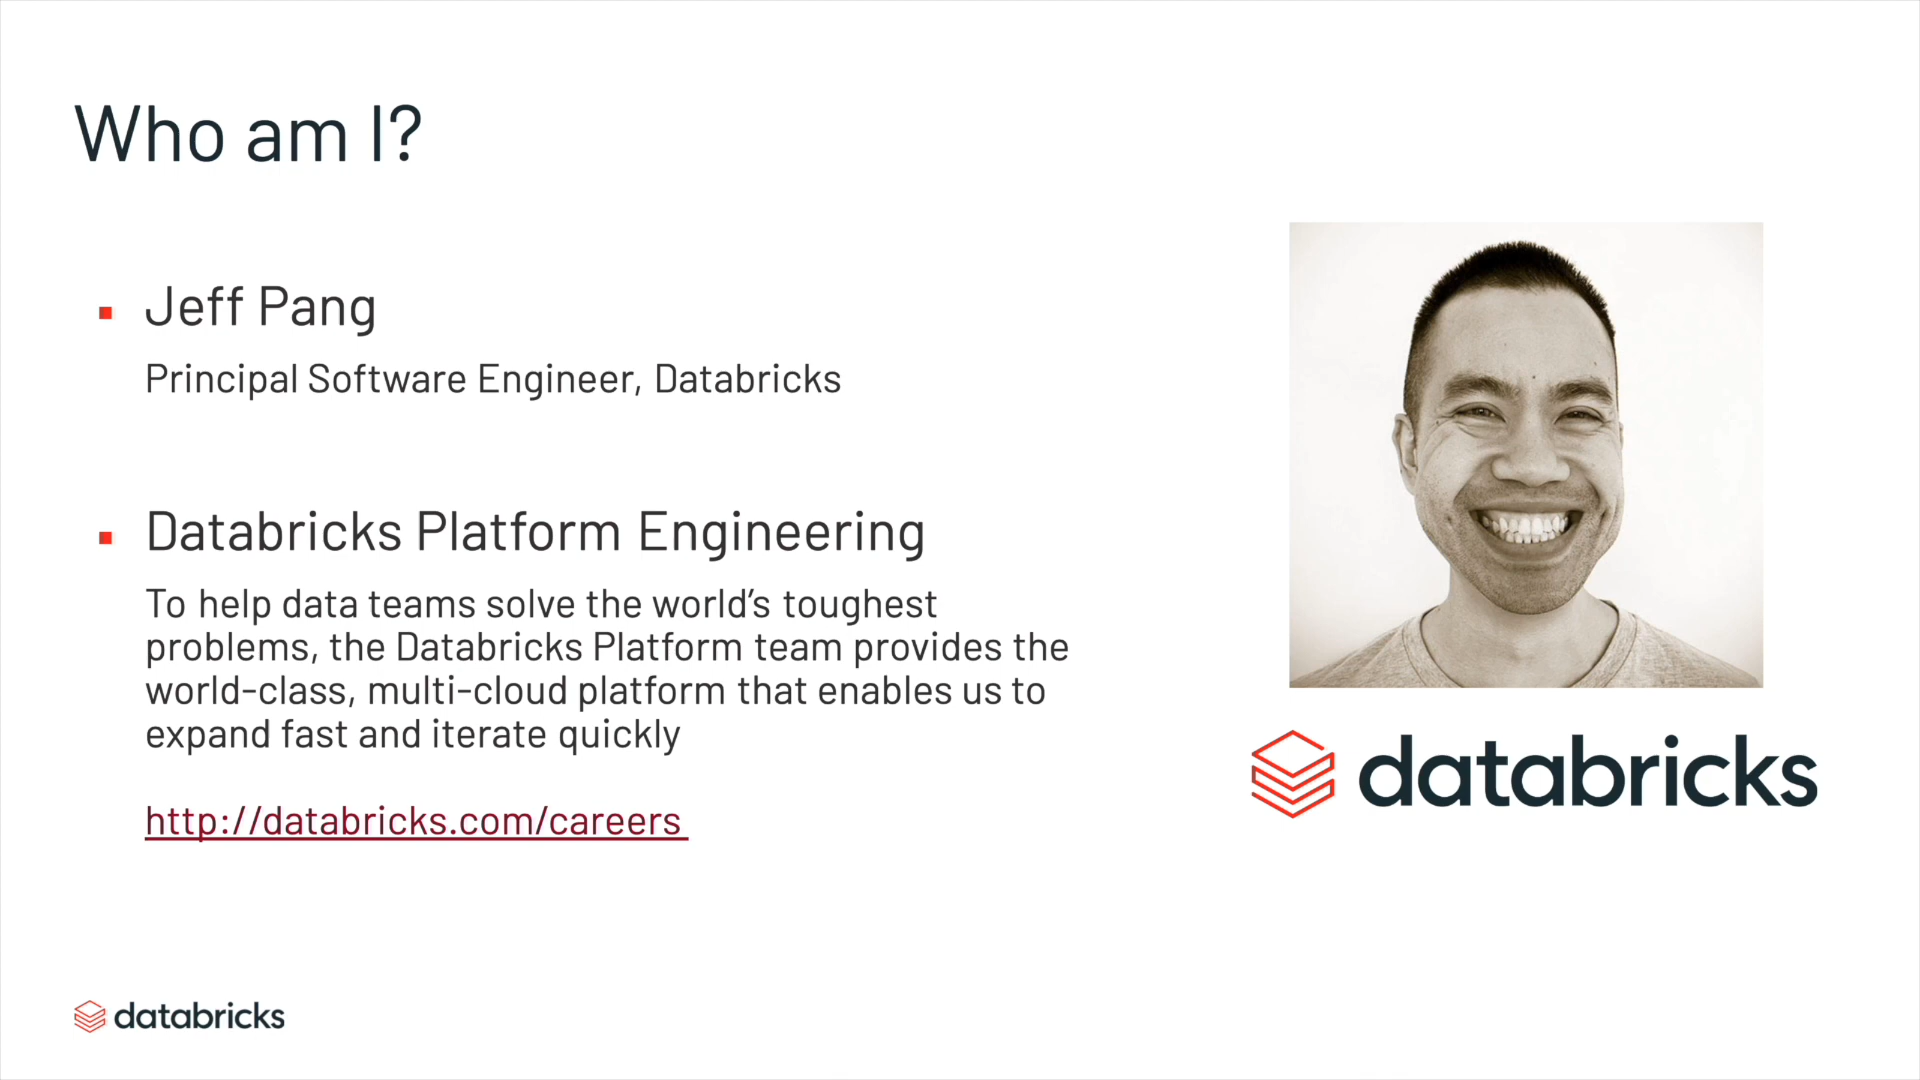 Who am I?
Jeff Pang
Principal Software Engineer, Databricks
Databricks Platform Engineering
To help data teams solve the world’s toughest
problems, the Databricks Platform team provides the
world-class, multi-cloud platform that enables us to
expand fast and iterate quickly
http://databricks.com/careers
databricks
databricks